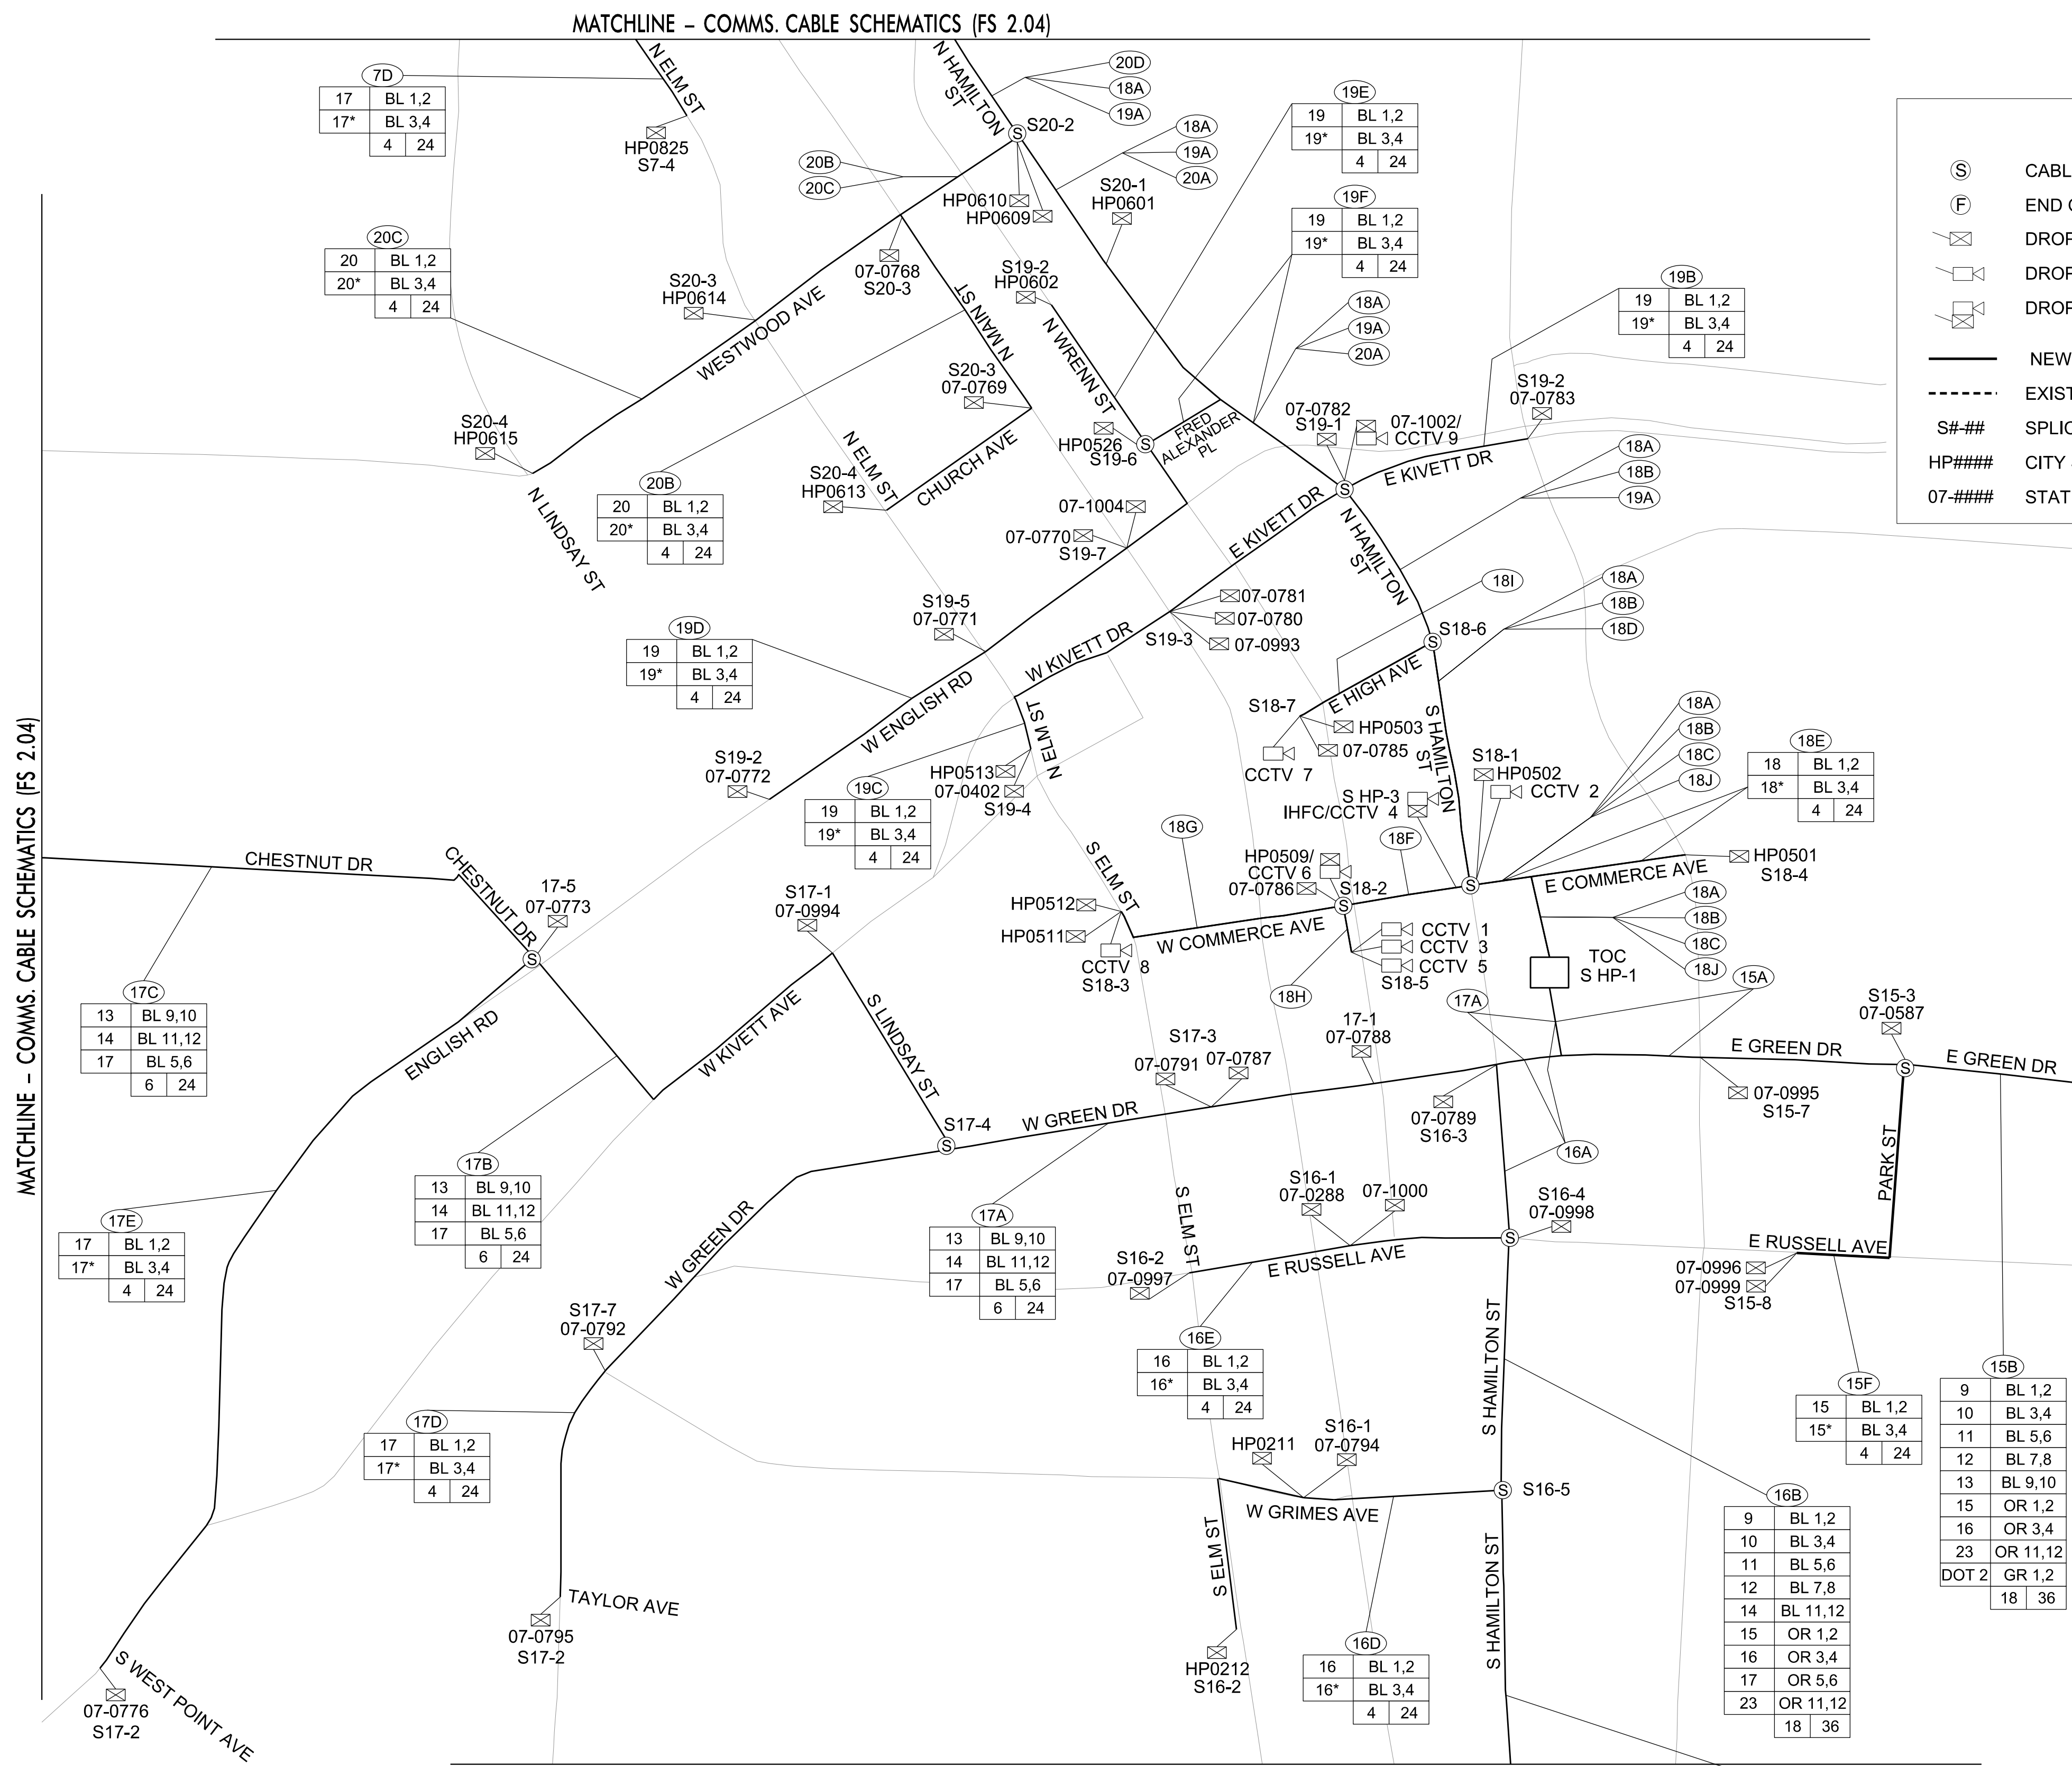 MATCHLINE – COMMS. CABLE SCHEMATICS (FS 2.04)
MATCHLINE – COMMS. CABLE SCHEMATICS (FS 2.04)
7D
17 BL 1,2
17* BL 3,4
4 24
N ELM ST
HP0825
S7-4
N HAMILTON
ST
20D
18A
19A
S20-2
20B
20C
HP0610
HP0609
18A
19A
20A
S20-1
HP0601
19E
19 BL 1,2
19* BL 3,4
4 24
19F
19 BL 1,2
19* BL 3,4
4 24
20C
20 BL 1,2
20* BL 3,4
4 24
S20-3
HP0614
WESTWOOD AVE
07-0768
S20-3
N MAIN ST
S19-2
HP0602
N WRENN ST
18A
19A
20A
19B
19 BL 1,2
19* BL 3,4
4 24
S20-4
HP0615
N LINDSAY ST
S20-3
07-0769
CHURCH AVE
N ELM ST
S20-4
HP0613
HP0526
S19-6
FRED
ALEXANDER
PL
07-0782
S19-1
07-1002/
CCTV 9
S19-2
07-0783
E KIVETT DR
18A
18B
19A
20B
20 BL 1,2
20* BL 3,4
4 24
07-1004
07-0770
S19-7
E KIVETT DR
N HAMILTON
ST
S
CABL
F
END
DROP
DROP
DROP
NEW
EXIST
S#-##
SPLIC
HP####
CITY
07-####
STAT
S19-5
07-0771
07-0781
07-0780
S19-3
07-0993
18I
18A
18B
18D
S18-6
19D
19 BL 1,2
19* BL 3,4
4 24
W KIVETT DR
W ENGLISH RD
N ELM ST
E HIGH AVE
S18-7
HP0503
07-0785
CCTV 7
S HAMILTON
ST
S19-2
07-0772
HP0513
07-0402
S19-4
19C
19 BL 1,2
19* BL 3,4
4 24
S18-1
HP0502
CCTV 2
18A
18B
18C
18J
18E
18 BL 1,2
18* BL 3,4
4 24
S HP-3
IHFC/CCTV 4
18G
18F
HP0509/
CCTV 6
07-0786
S18-2
E COMMERCE AVE
HP0501
S18-4
CHESTNUT DR
CHESTNUT DR
17-5
07-0773
S17-1
07-0994
S ELM ST
HP0512
HP0511
CCTV 8
S18-3
W COMMERCE AVE
CCTV 1
CCTV 3
CCTV 5
S18-5
18H
18A
18B
18C
18J
TOC
S HP-1
17A
15A
17C
13 BL 9,10
14 BL 11,12
17 BL 5,6
6 24
ENGLISH RD
W KIVETT AVE
S LINDSAY ST
S17-3
07-0791
07-0787
17-1
07-0788
S15-3
07-0587
E GREEN DR
E GREEN DR
07-0995
S15-7
07-0789
S16-3
16A
W GREEN DR
S17-4
17B
13 BL 9,10
14 BL 11,12
17 BL 5,6
6 24
PARK ST
17E
17 BL 1,2
17* BL 3,4
4 24
W GREEN DR
17A
13 BL 9,10
14 BL 11,12
17 BL 5,6
6 24
S ELM ST
S16-1
07-0288
07-1000
S16-4
07-0998
S16-2
07-0997
E RUSSELL AVE
E RUSSELL AVE
07-0996
07-0999
S15-8
S17-7
07-0792
16E
16 BL 1,2
16* BL 3,4
4 24
S HAMILTON ST
15F
15 BL 1,2
15* BL 3,4
4 24
15B
9 BL 1,2
10 BL 3,4
11 BL 5,6
12 BL 7,8
13 BL 9,10
15 OR 1,2
16 OR 3,4
23 OR 11,12
DOT 2 GR 1,2
18 36
17D
17 BL 1,2
17* BL 3,4
4 24
HP0211
S16-1
07-0794
W GRIMES AVE
S16-5
S ELM ST
S HAMILTON ST
16B
9 BL 1,2
10 BL 3,4
11 BL 5,6
12 BL 7,8
14 BL 11,12
15 OR 1,2
16 OR 3,4
17 OR 5,6
23 OR 11,12
18 36
TAYLOR AVE
07-0795
S17-2
HP0212
S16-2
16D
16 BL 1,2
16* BL 3,4
4 24
S WEST POINT AVE
07-0776
S17-2